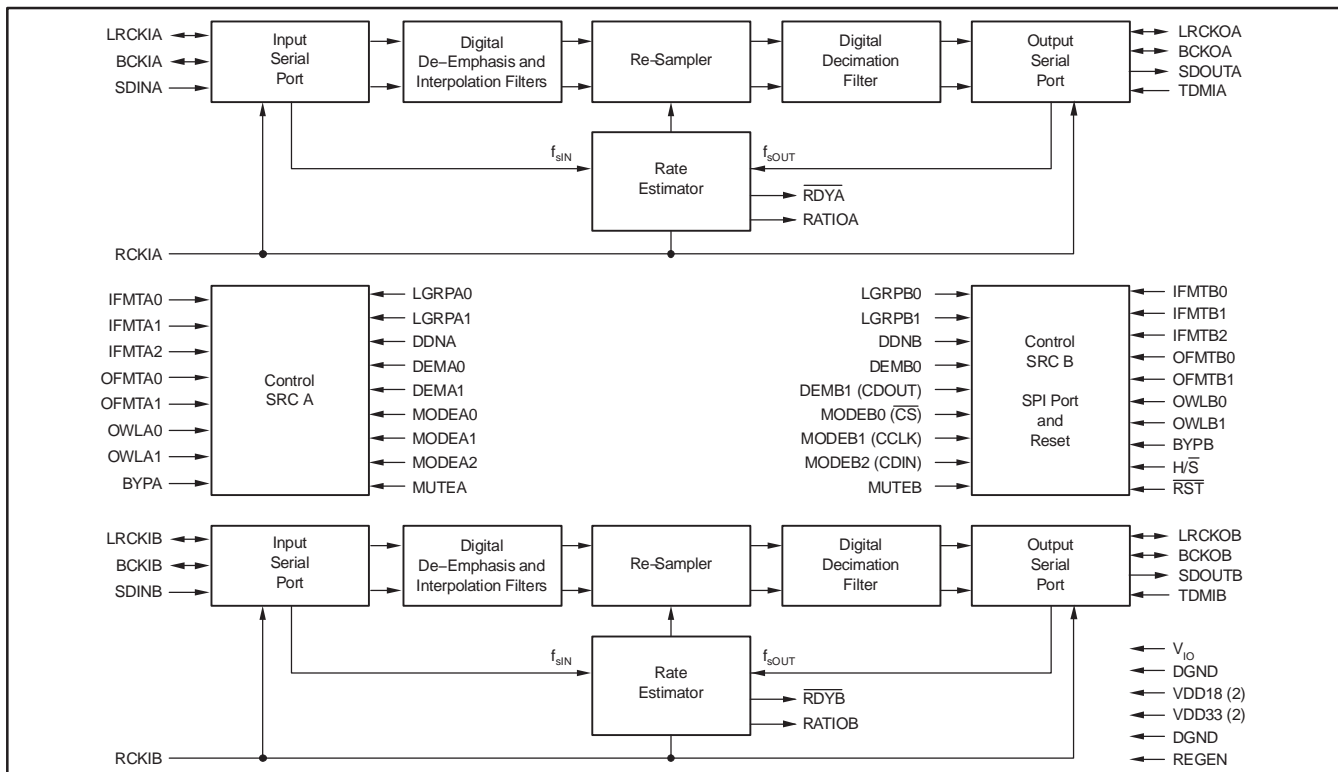 LRCKIA
BCKIA
SDINA
Input
Serial
Port
Digital
De–Emphasis and
Interpolation Filters
Re-Sampler
Digital
Decimation
Filter
Output
Serial
Port
LRCKOA
BCKOA
SDOUTA
TDMIA
fsIN
Rate
Estimator
fsOUT
R̅D̅Y̅A̅
RATIOA
RCKIA
IFMTA0
IFMTA1
IFMTA2
OFMTA0
OFMTA1
OWLA0
OWLA1
BYPA
Control
SRC A
LGRPA0
LGRPA1
DDNA
DEMA0
DEMA1
MODEA0
MODEA1
MODEA2
MUTEA
LGRPB0
LGRPB1
DDNB
DEMB0
DEMB1 (CDOUT)
MODEB0 (C̅S̅)
MODEB1 (CCLK)
MODEB2 (CDIN)
MUTEB
Control
SRC B
SPI Port
and
Reset
IFMTB0
IFMTB1
IFMTB2
OFMTB0
OFMTB1
OWLB0
OWLB1
BYPB
H/S̅
R̅S̅T̅
LRCKIB
BCKIB
SDINB
Input
Serial
Port
Digital
De–Emphasis and
Interpolation Filters
Re-Sampler
Digital
Decimation
Filter
Output
Serial
Port
LRCKOB
BCKOB
SDOUTB
TDMIB
fsIN
Rate
Estimator
fsOUT
R̅D̅Y̅B̅
RATIOB
RCKIB
VIO
DGND
VDD18 (2)
VDD33 (2)
DGND
REGEN